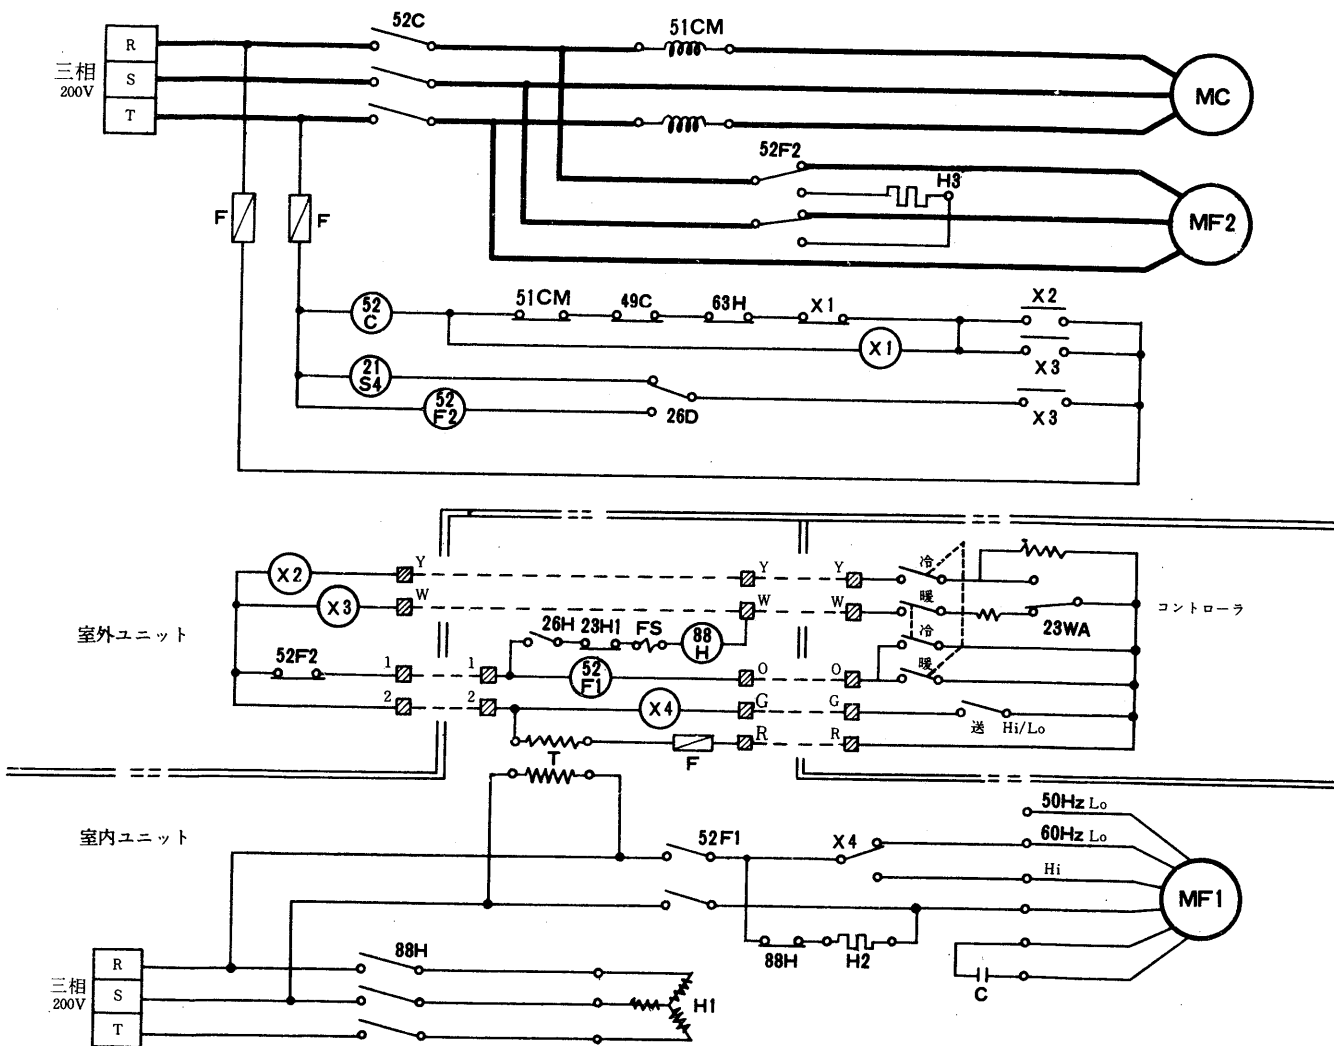 52C
51CM
三相
200V
R
S
T
MC
52F2
H3
F
F
MF2
52
C
51CM
49C
63H
X1
X2
X1
X3
21
S4
52
F2
26D
X3
X2
Y
Y
Y
冷
X3
W
W
W
暖
23WA
コントローラ
室外ユニット
26H
23H1
FS
88
H
冷
52F2
1
1
52
F1
O
O
暖
2
2
X4
G
G
送
Hi/Lo
R
R
F
T
室内ユニット
52F1
X4
50Hz Lo
60Hz Lo
Hi
MF1
88H
H2
C
三相
200V
R
S
T
88H
H1